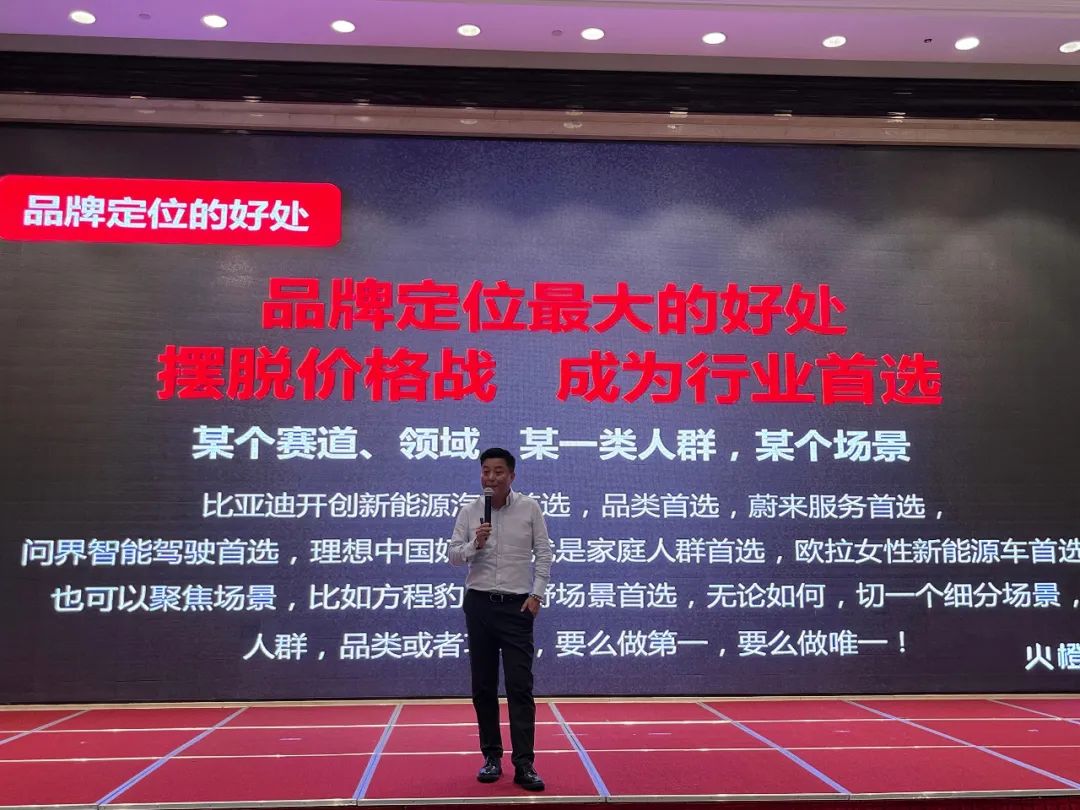 品牌定位的好处
品牌定位最大的好处
摆脱价格战 成为行业首选
某个赛道、领域 某一类人群，某个场景
比亚迪开创新能源汽 首选，品类首选，蔚来服务首选，
问界智能驾驶首选，理想中国 是家庭人群首选，欧拉女性新能源车首选
也可以聚焦场景，比如方程豹 场景首选，无论如何，切一个细分场景，
人群，品类或者 ，要么做第一，要么做唯一！
火橙